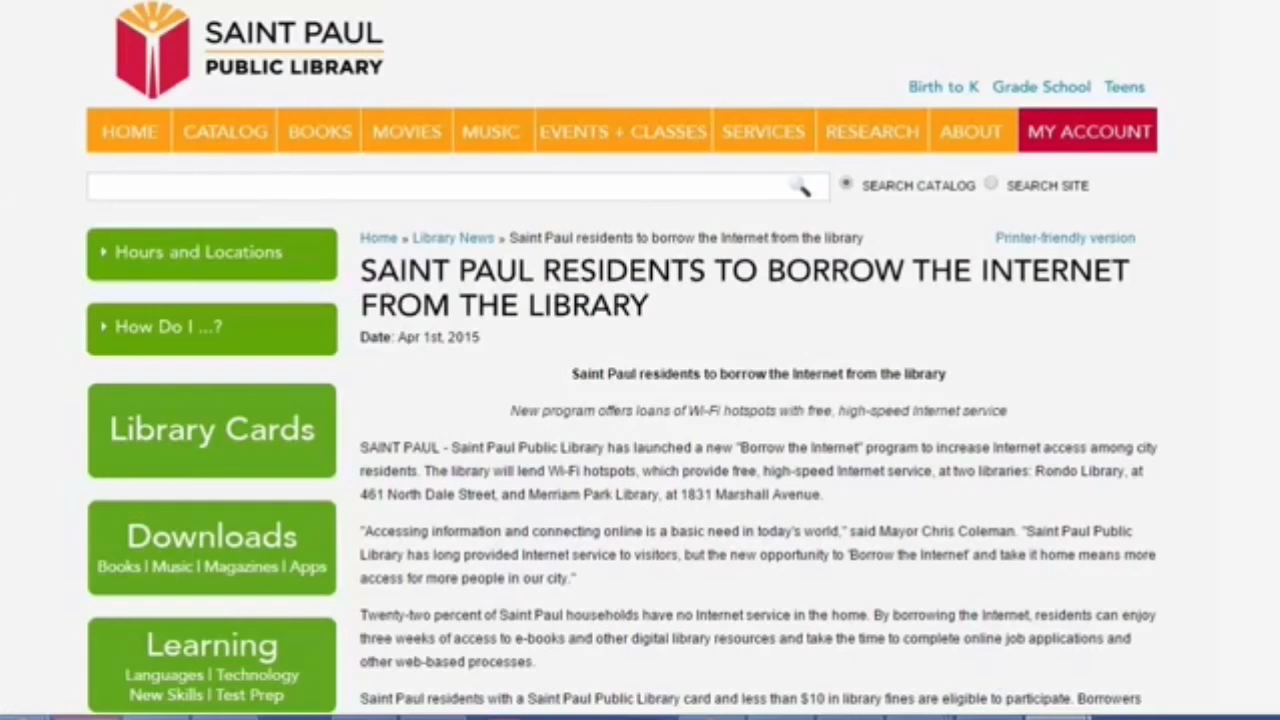 SAINT PAUL
PUBLIC LIBRARY
Birth to K Grade School Teens
HOME CATALOG BOOKS MOVIES MUSIC EVENTS + CLASSES SERVICES RESEARCH ABOUT MY ACCOUNT
SEARCH CATALOG SEARCH SITE
Hours and Locations
How Do I ...?
Library Cards
Downloads
Books | Music | Magazines | Apps
Learning
Languages | Technology
New Skills | Test Prep
Home » Library News » Saint Paul residents to borrow the Internet from the library
Printer-friendly version
SAINT PAUL RESIDENTS TO BORROW THE INTERNET
FROM THE LIBRARY
Date: Apr 1st, 2015
Saint Paul residents to borrow the Internet from the library
New program offers loans of Wi-Fi hotspots with free, high-speed Internet service
SAINT PAUL - Saint Paul Public Library has launched a new "Borrow the Internet" program to increase Internet access among city
residents. The library will lend Wi-Fi hotspots, which provide free, high-speed Internet service, at two libraries: Rondo Library, at
461 North Dale Street, and Merriam Park Library, at 1831 Marshall Avenue.
"Accessing information and connecting online is a basic need in today's world," said Mayor Chris Coleman. "Saint Paul Public
Library has long provided Internet service to visitors, but the new opportunity to 'Borrow the Internet' and take it home means more
access for more people in our city."
Twenty-two percent of Saint Paul households have no Internet service in the home. By borrowing the Internet, residents can enjoy
three weeks of access to e-books and other digital library resources and take the time to complete online job applications and
other web-based processes.
Saint Paul residents with a Saint Paul Public Library card and less than $10 in library fines are eligible to participate. Borrowers